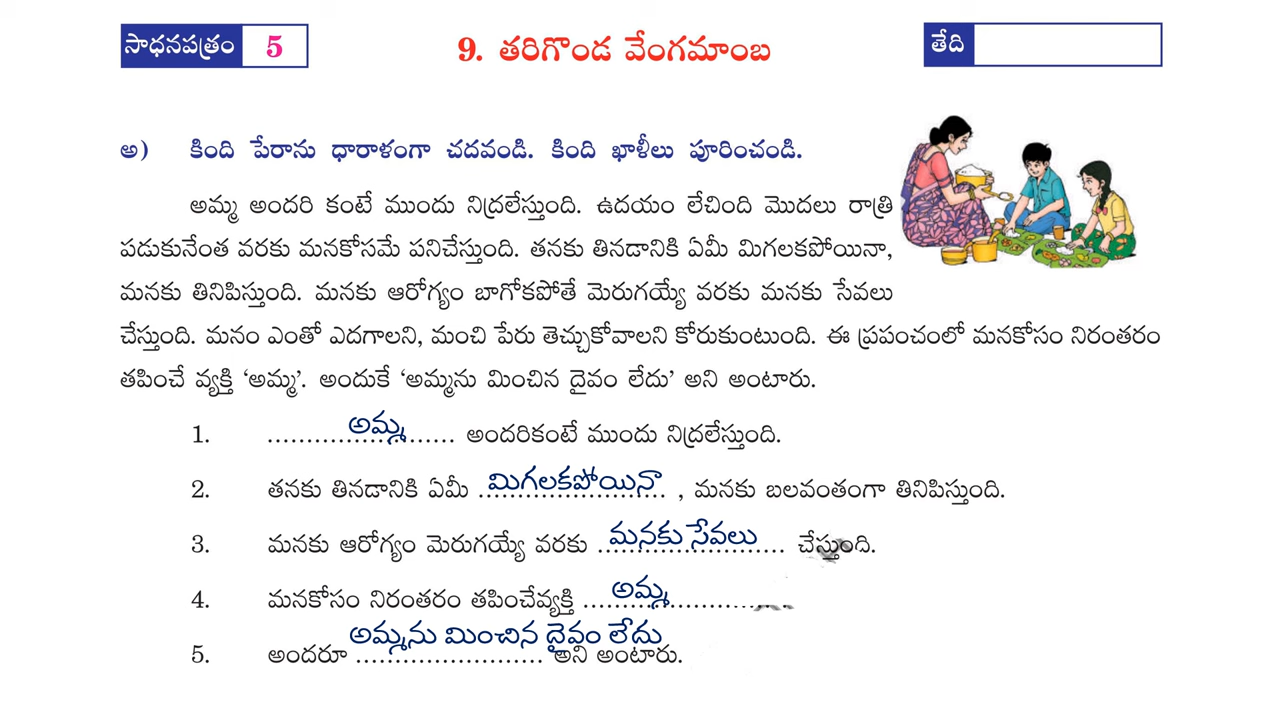 సాధనపత్రం 5
9. తరిగొండ వేంగమాంబ
తేది
అ) కింది పేరాను ధారాళంగా చదవండి. కింది ఖాళీలు పూరించండి.
అమ్మ అందరి కంటే ముందు నిద్రలేస్తుంది. ఉదయం లేచింది మొదలు రాత్రి
పడుకునేంత వరకు మనకోసమే పనిచేస్తుంది. తనకు తినడానికి ఏమీ మిగలకపోయినా,
మనకు తినిపిస్తుంది. మనకు ఆరోగ్యం బాగోకపోతే మెరుగయ్యే వరకు మనకు సేవలు
చేస్తుంది. మనం ఎంతో ఎదగాలని, మంచి పేరు తెచ్చుకోవాలని కోరుకుంటుంది. ఈ ప్రపంచంలో మనకోసం నిరంతరం
తపించే వ్యక్తి ‘అమ్మ’. అందుకే ‘అమ్మను మించిన దైవం లేదు’ అని అంటారు.
1. అమ్మ అందరికంటే ముందు నిద్రలేస్తుంది.
2. తనకు తినడానికి ఏమీ మిగలకపోయినా , మనకు బలవంతంగా తినిపిస్తుంది.
3. మనకు ఆరోగ్యం మెరుగయ్యే వరకు మనకు సేవలు చేస్తుంది.
4. మనకోసం నిరంతరం తపించేవ్యక్తి అమ్మ .
5. అందరూ అమ్మను మించిన దైవం లేదు అని అంటారు.